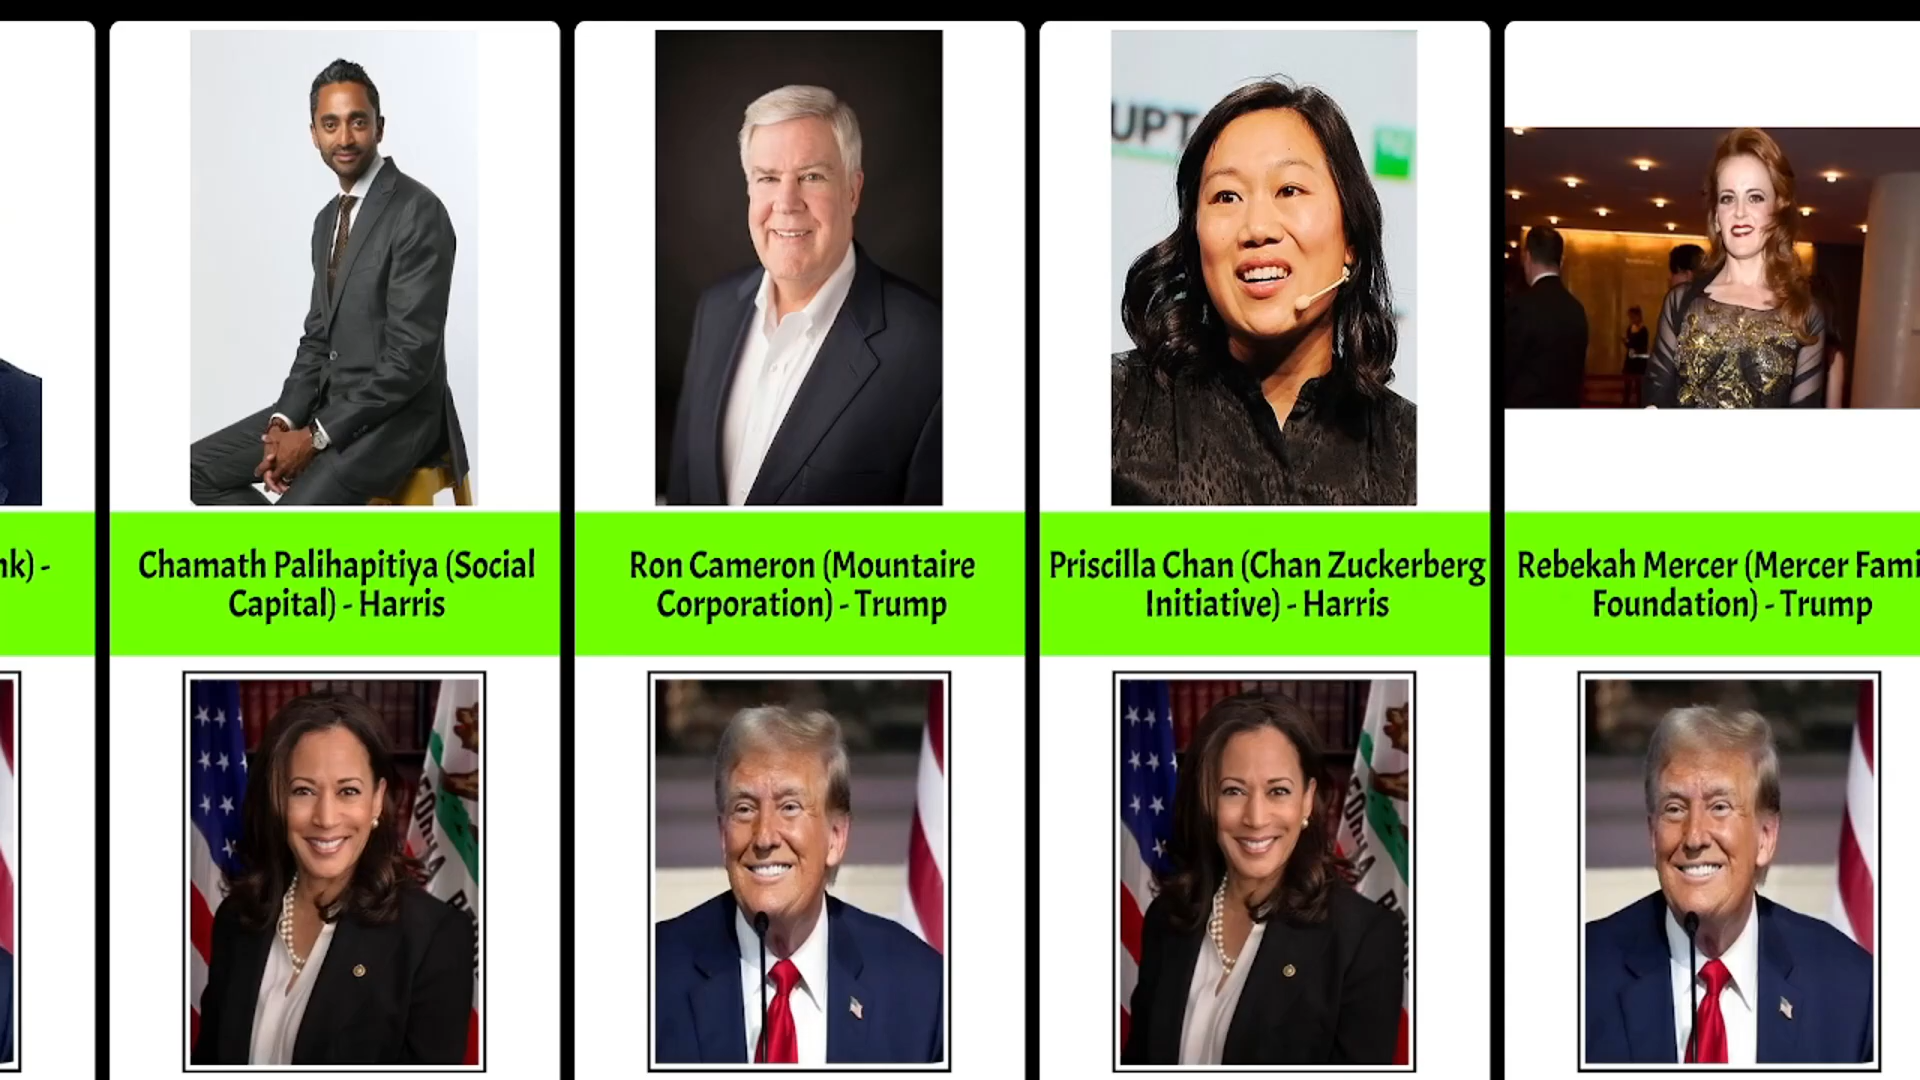 UPT
nk) -
Chamath Palihapitiya (Social
Capital) - Harris
Ron Cameron (Mountaire
Corporation) - Trump
Priscilla Chan (Chan Zuckerberg
Initiative) - Harris
Rebekah Mercer (Mercer Fami
Foundation) - Trump